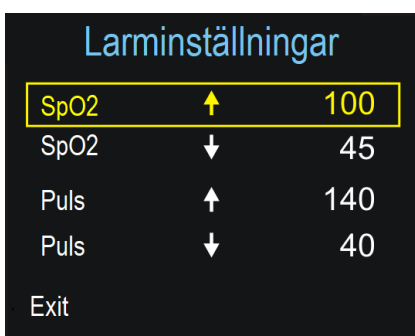 Larminställningar
SpO2 ↑ 100
SpO2 ↓ 45
Puls ↑ 140
Puls ↓ 40
Exit